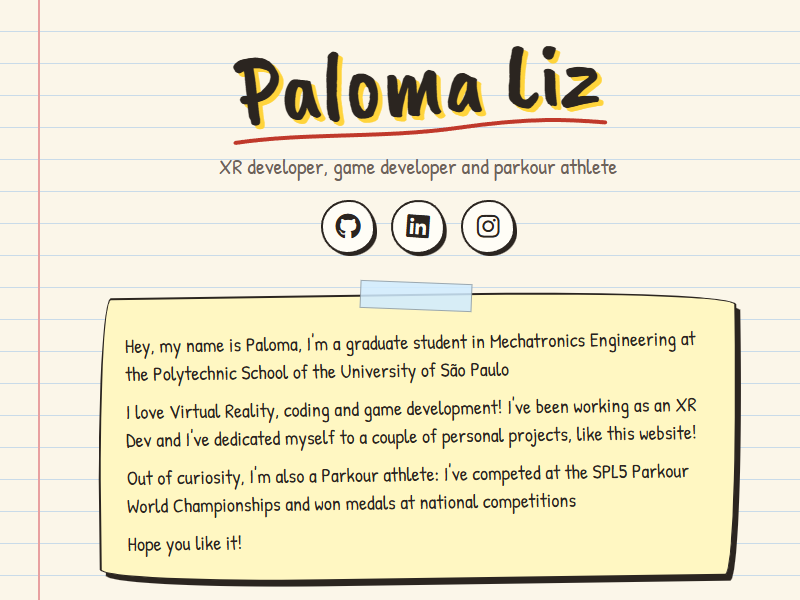 Paloma Liz
XR developer, game developer and parkour athlete
in
Hey, my name is Paloma, I'm a graduate student in Mechatronics Engineering at
the Polytechnic School of the University of São Paulo
I love Virtual Reality, coding and game development! I've been working as an XR
Dev and I've dedicated myself to a couple of personal projects, like this website!
Out of curiosity, I'm also a Parkour athlete: I've competed at the SPL5 Parkour
World Championships and won medals at national competitions
Hope you like it!